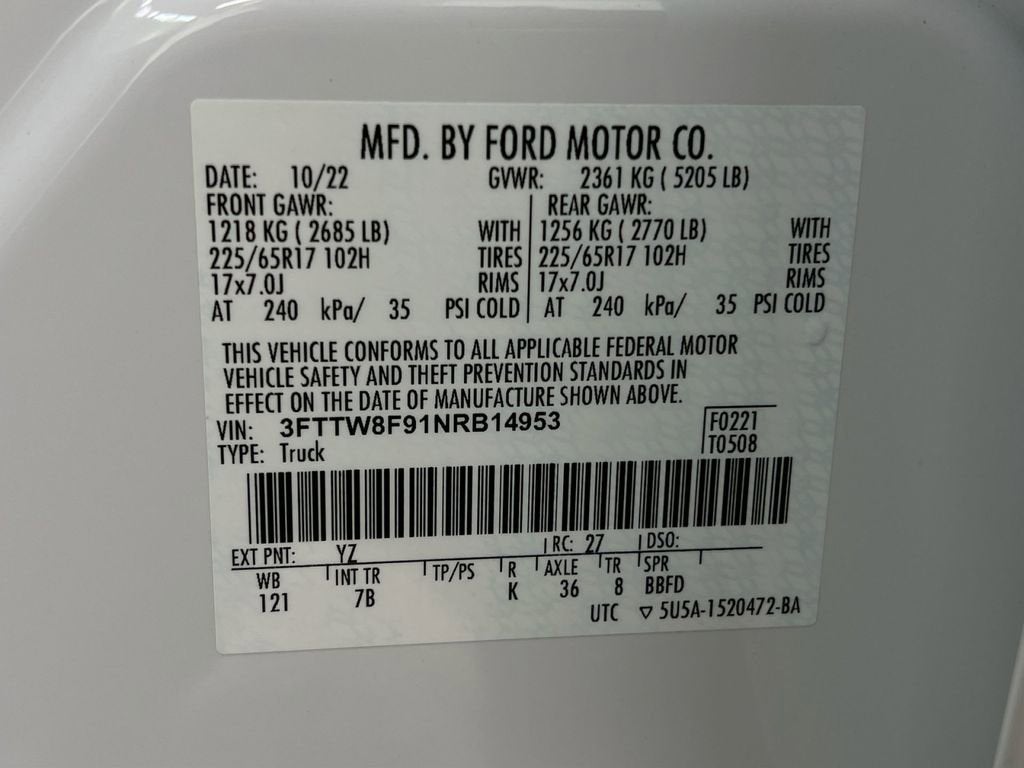 MFD. BY FORD MOTOR CO.
DATE: 10/22 GVWR: 2361 KG ( 5205 LB)
FRONT GAWR: REAR GAWR:
1218 KG ( 2685 LB) WITH 1256 KG ( 2770 LB) WITH
225/65R17 102H TIRES 225/65R17 102H TIRES
17x7.0J RIMS 17x7.0J RIMS
AT 240 kPa/ 35 PSI COLD AT 240 kPa/ 35 PSI COLD
THIS VEHICLE CONFORMS TO ALL APPLICABLE FEDERAL MOTOR
VEHICLE SAFETY AND THEFT PREVENTION STANDARDS IN
EFFECT ON THE DATE OF MANUFACTURE SHOWN ABOVE.
VIN: 3FTTW8F91NRB14953 F0221
TYPE: Truck T0508
EXT PNT: YZ RC: 27 DSO:
WB INT TR TP/PS R AXLE TR SPR
121 7B K 36 8 BBFD
UTC ▽ 5U5A-1520472-BA